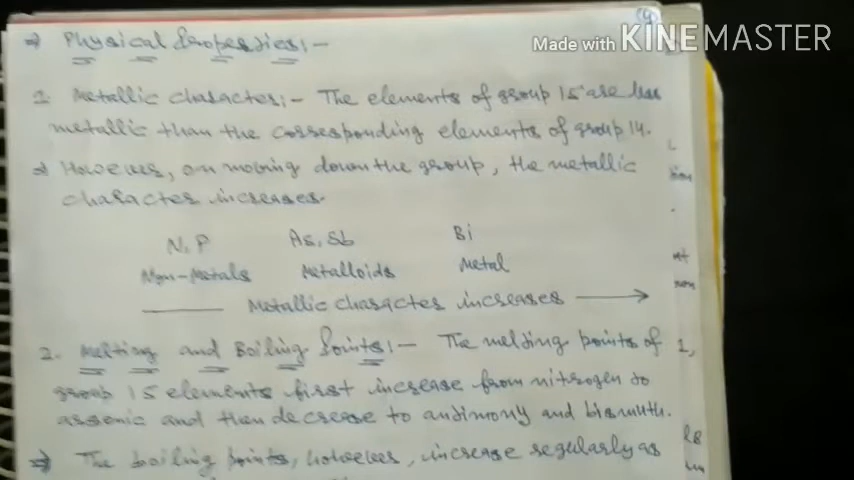 9
Made with KINEMASTER
⇒ Physical Properties:-
1. Metallic character:- The elements of group 15 are less
metallic than the corresponding elements of group 14.
⇒ However, on moving down the group, the metallic
character increases.
N, P As, Sb Bi
Non-Metals Metalloids Metal
Metallic character increases →
2. Melting and Boiling Points:- The melting points of
group 15 elements first increase from nitrogen to
arsenic and then decrease to antimony and bismuth.
⇒ The boiling points, however, increase regularly as